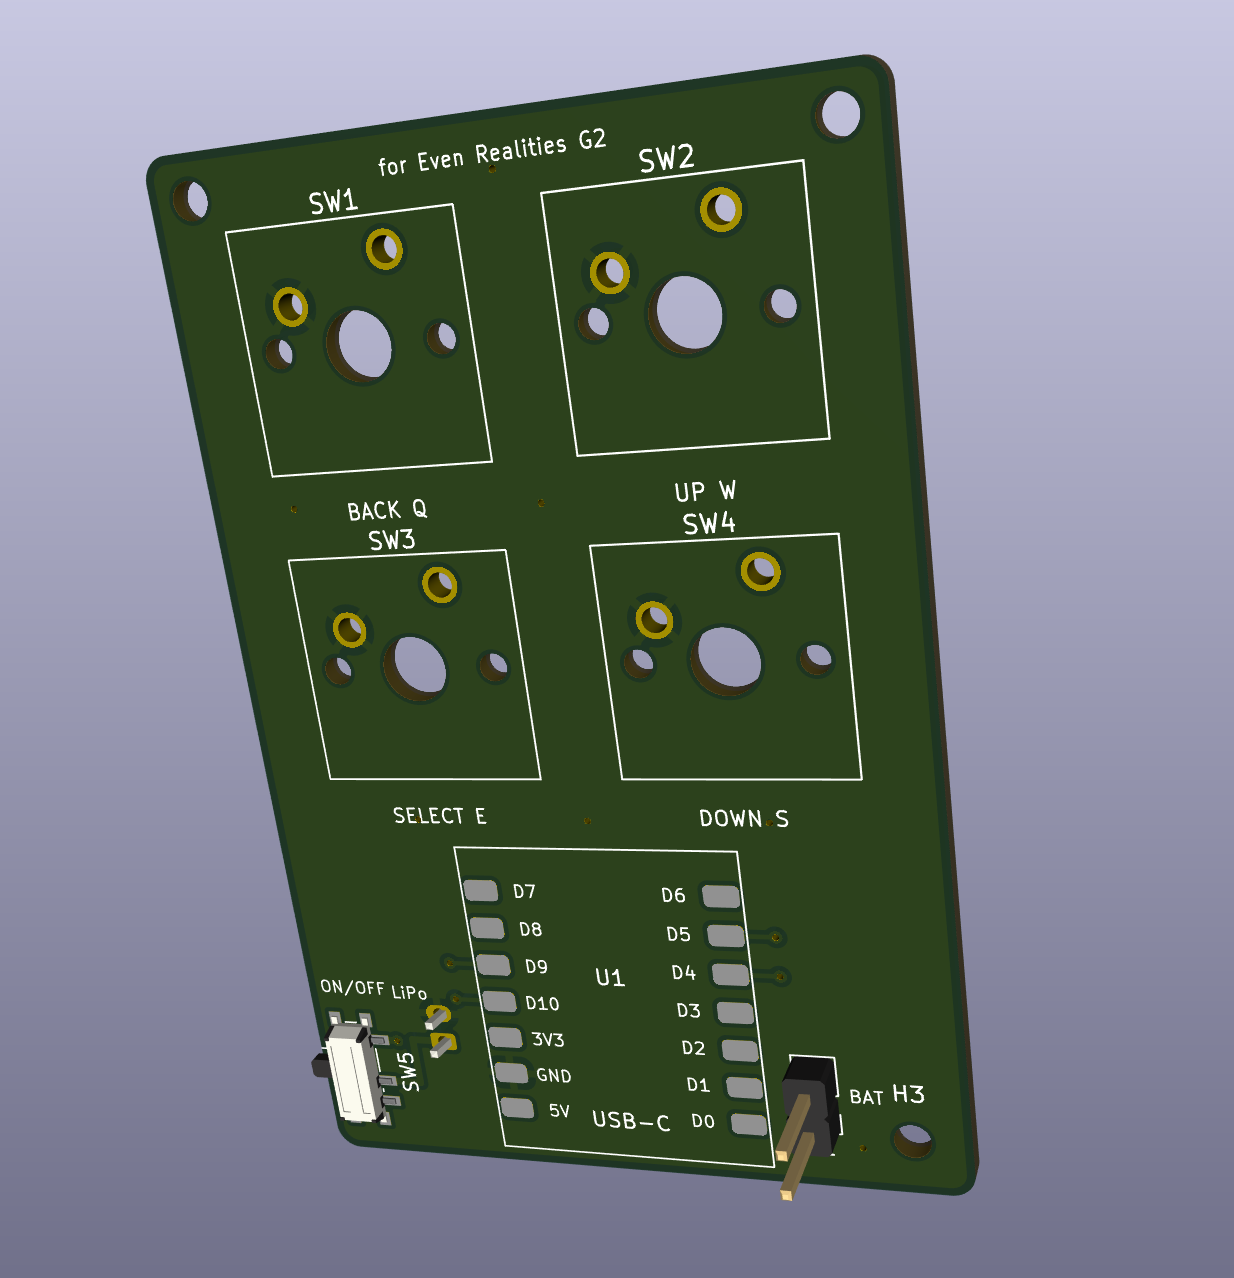 for Even Realities G2
SW1
SW2
BACK Q
UP W
SW3
SW4
SELECT E
DOWN S
D7
D6
D8
D5
D9
D4
U1
ON/OFF
LiPo
D10
D3
3V3
D2
SW5
GND
D1
5V
USB-C
D0
BAT
H3